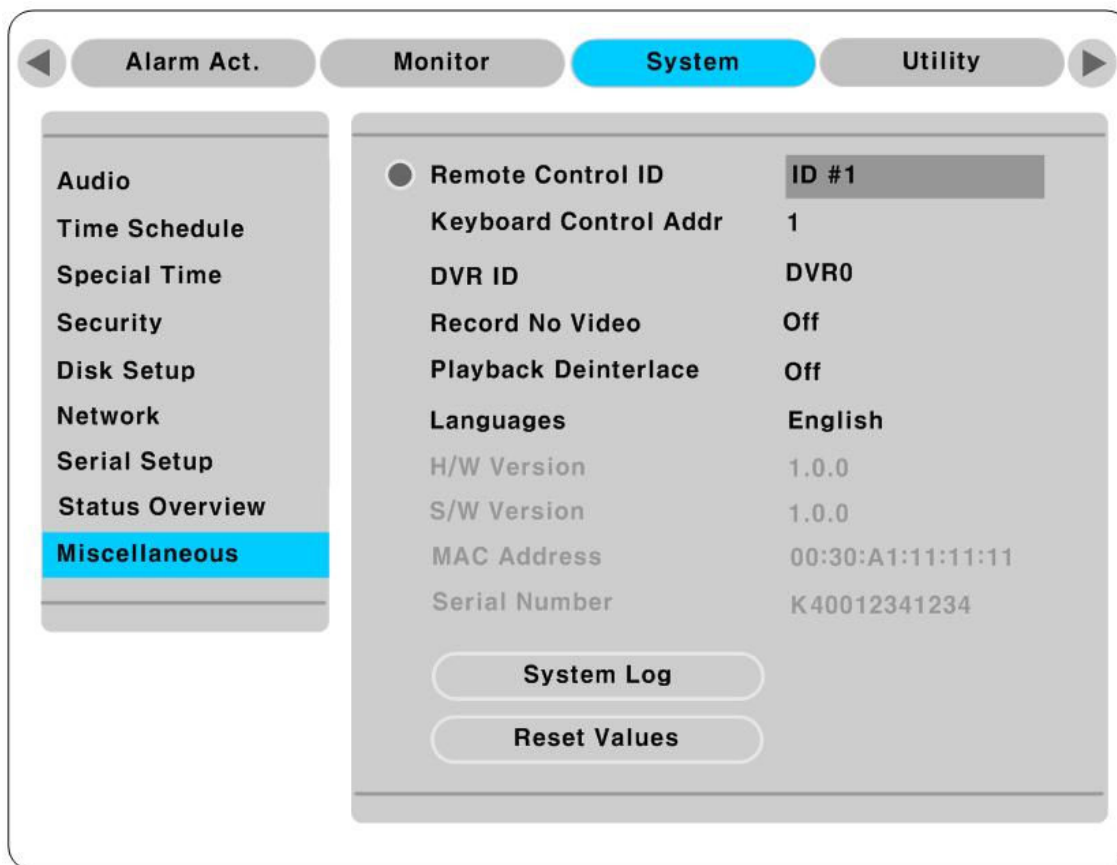 Alarm Act. Monitor System Utility
Audio
Time Schedule
Special Time
Security
Disk Setup
Network
Serial Setup
Status Overview
Miscellaneous
Remote Control ID ID #1
Keyboard Control Addr 1
DVR ID DVR0
Record No Video Off
Playback Deinterlace Off
Languages English
H/W Version 1.0.0
S/W Version 1.0.0
MAC Address 00:30:A1:11:11:11
Serial Number K40012341234
System Log
Reset Values